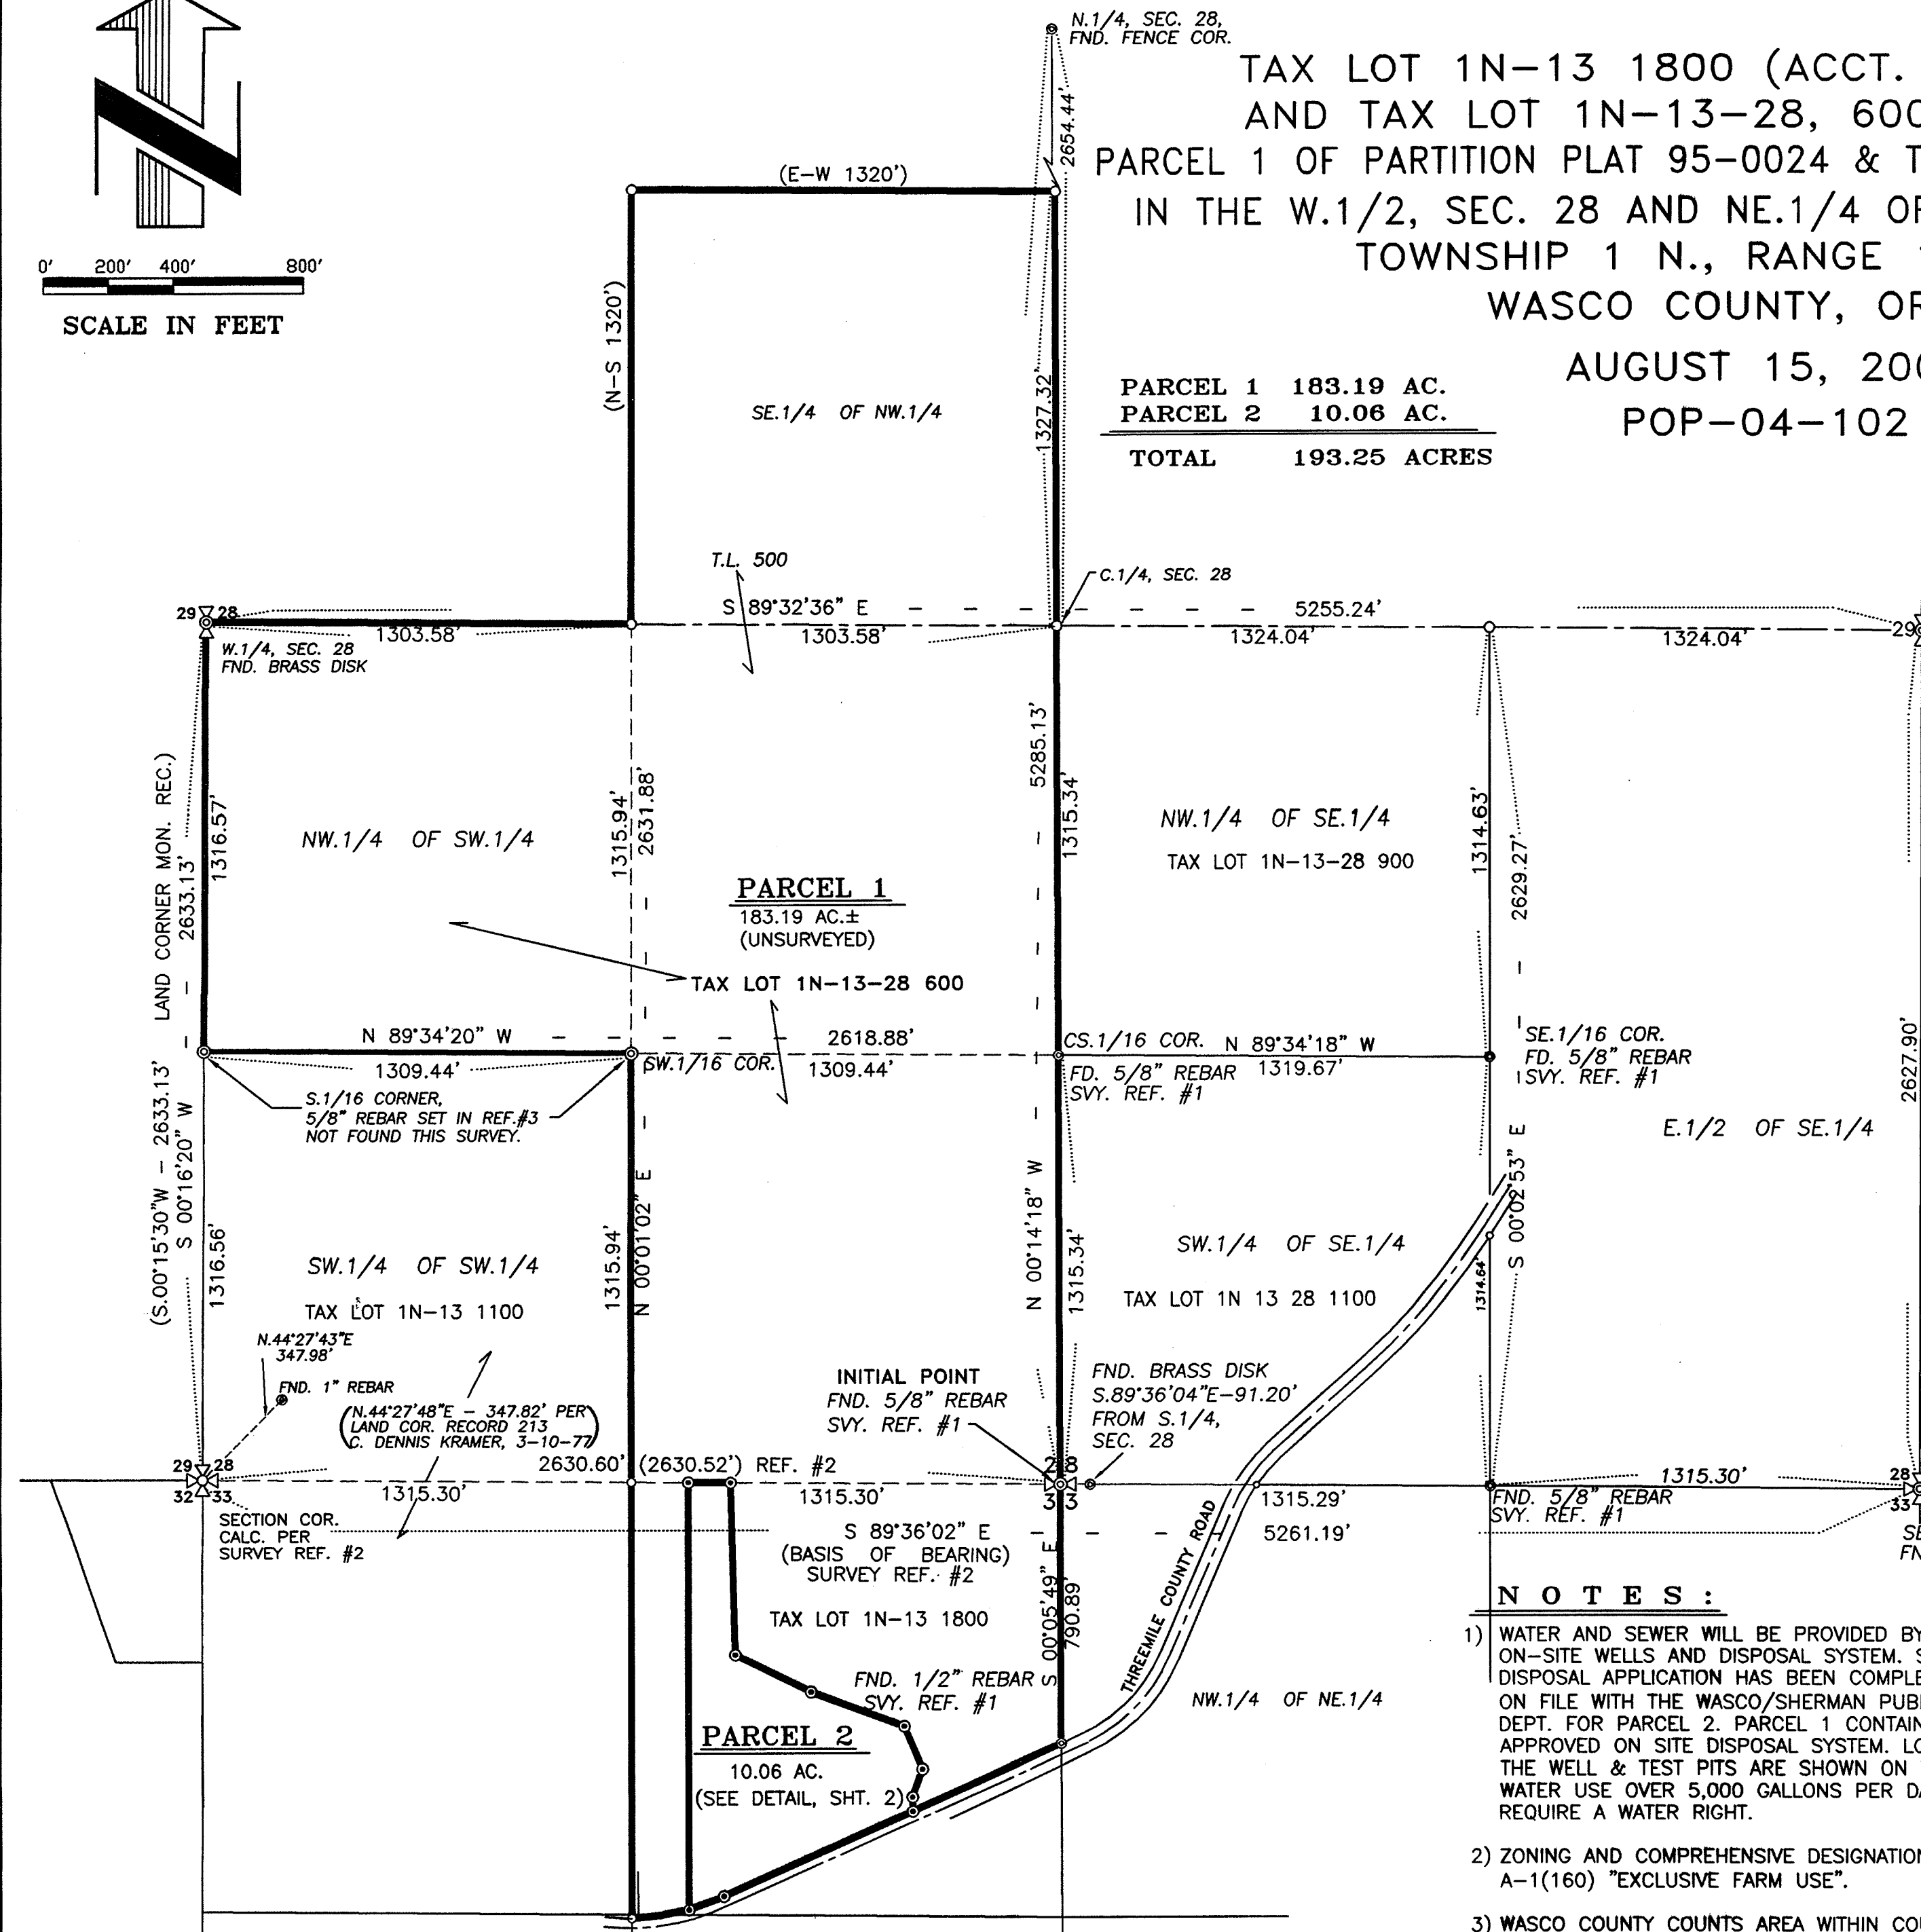 N.1/4, SEC. 28,
FND. FENCE COR.
TAX LOT 1N-13 1800 (ACCT.
AND TAX LOT 1N-13-28, 600
PARCEL 1 OF PARTITION PLAT 95-0024 &
IN THE W.1/2, SEC. 28 AND NE.1/4
TOWNSHIP 1 N., RANGE
WASCO COUNTY,
AUGUST 15,
POP-04-102
0' 200' 400' 800'
SCALE IN FEET
(E-W 1320')
2654.44'
(N-S 1320')
1327.32'
SE.1/4 OF NW.1/4
PARCEL 1 183.19 AC.
PARCEL 2 10.06 AC.
TOTAL 193.25 ACRES
T.L. 500
C.1/4, SEC. 28
29 28
S 89°32'36" E 5255.24'
1303.58'
1303.58'
1324.04'
1324.04'
29
W.1/4, SEC. 28
FND. BRASS DISK
LAND CORNER MON. REC.)
2633.13'
1316.57'
NW.1/4 OF SW.1/4
1315.94'
2631.88'
5285.13'
1315.34'
NW.1/4 OF SE.1/4
TAX LOT 1N-13-28 900
1314.63'
2629.27'
PARCEL 1
183.19 AC.±
(UNSURVEYED)
TAX LOT 1N-13-28 600
N 89°34'20" W 2618.88'
1309.44'
SW.1/16 COR.
1309.44'
CS.1/16 COR. N 89°34'18" W
FD. 5/8" REBAR 1319.67'
SVY. REF. #1
SE.1/16 COR.
FD. 5/8" REBAR
SVY. REF. #1
2627.90'
S.1/16 CORNER,
5/8" REBAR SET IN REF.#3
NOT FOUND THIS SURVEY.
E.1/2 OF SE.1/4
(S.00°15'30"W - 2633.13'
S 00°16'20" W
1316.56'
SW.1/4 OF SW.1/4
TAX LOT 1N-13 1100
1315.94'
N 00°01'02" E
N 00°14'18" W
1315.34'
SW.1/4 OF SE.1/4
TAX LOT 1N 13 28 1100
1314.64'
S 00°02'53" E
N.44°27'43"E
347.98'
FND. 1" REBAR
(N.44°27'48"E - 347.82' PER
LAND COR. RECORD 213
C. DENNIS KRAMER, 3-10-77)
INITIAL POINT
FND. 5/8" REBAR
SVY. REF. #1
FND. BRASS DISK
S.89°36'04"E-91.20'
FROM S.1/4,
SEC. 28
29 28
32 33
2630.60' (2630.52') REF. #2
1315.30'
1315.30'
28
33
1315.29'
1315.30'
28
33
SECTION COR.
CALC. PER
SURVEY REF. #2
S 89°36'02" E 5261.19'
(BASIS OF BEARING)
SURVEY REF. #2
FND. 5/8" REBAR
SVY. REF. #1
TAX LOT 1N-13 1800
S 00°05'49" E
790.89'
THREEMILE COUNTY ROAD
FND. 1/2" REBAR
SVY. REF. #1
NW.1/4 OF NE.1/4
PARCEL 2
10.06 AC.
(SEE DETAIL, SHT. 2)
NOTES:
1) WATER AND SEWER WILL BE PROVIDED BY
ON-SITE WELLS AND DISPOSAL SYSTEM.
DISPOSAL APPLICATION HAS BEEN
ON FILE WITH THE WASCO/SHERMAN
DEPT. FOR PARCEL 2. PARCEL 1
APPROVED ON SITE DISPOSAL SYSTEM.
THE WELL & TEST PITS ARE SHOWN ON
WATER USE OVER 5,000 GALLONS PER
REQUIRE A WATER RIGHT.
2) ZONING AND COMPREHENSIVE
A-1(160) "EXCLUSIVE FARM USE".
3) WASCO COUNTY COUNTS AREA WITHIN